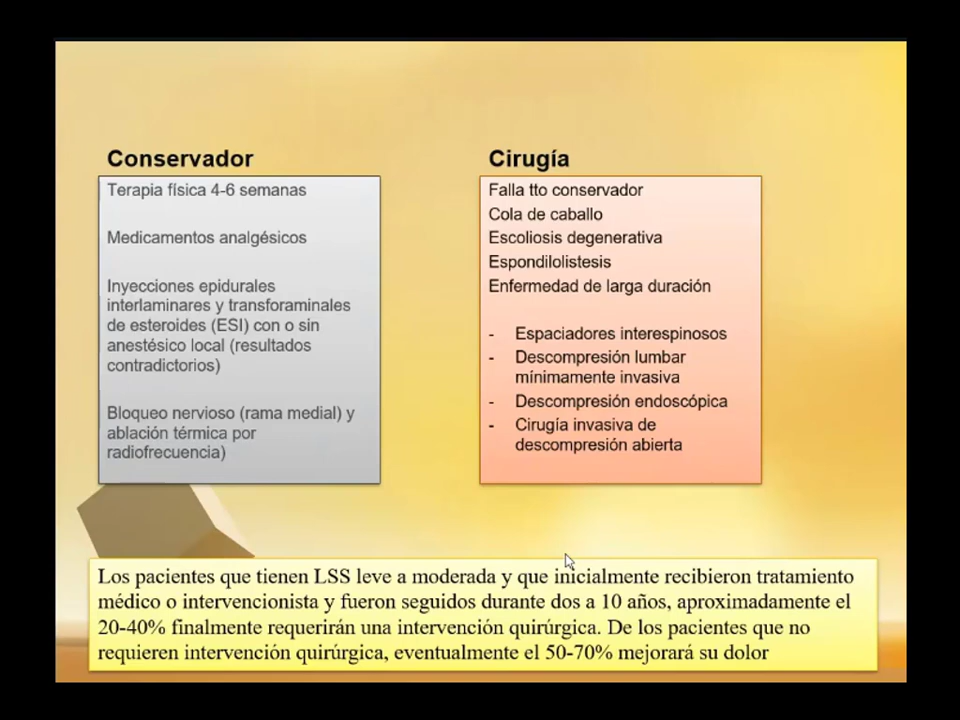 Conservador
Terapia física 4-6 semanas
Medicamentos analgésicos
Inyecciones epidurales
interlaminares y transforaminales
de esteroides (ESI) con o sin
anestésico local (resultados
contradictorios)
Bloqueo nervioso (rama medial) y
ablación térmica por
radiofrecuencia)
Cirugía
Falla tto conservador
Cola de caballo
Escoliosis degenerativa
Espondilolistesis
Enfermedad de larga duración
- Espaciadores interespinosos
- Descompresión lumbar
mínimamente invasiva
- Descompresión endoscópica
- Cirugía invasiva de
descompresión abierta
Los pacientes que tienen LSS leve a moderada y que inicialmente recibieron tratamiento
médico o intervencionista y fueron seguidos durante dos a 10 años, aproximadamente el
20-40% finalmente requerirán una intervención quirúrgica. De los pacientes que no
requieren intervención quirúrgica, eventualmente el 50-70% mejorará su dolor